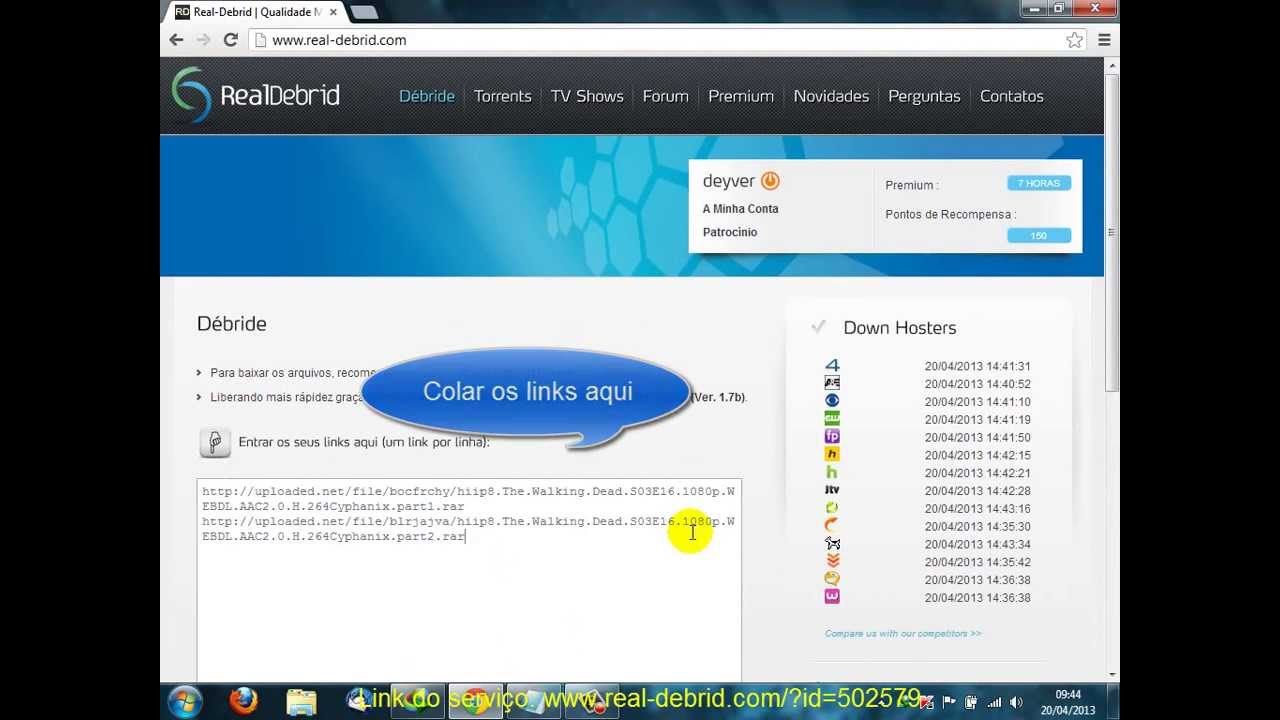 Real-Debrid | Qualidade M
www.real-debrid.com
RealDebrid
Débride
Torrents
TV Shows
Forum
Premium
Novidades
Perguntas
Contatos
deyver
A Minha Conta
Patrocinio
Premium :
7 HORAS
Pontos de Recompensa :
150
Débride
Para baixar os arquivos, recome
Liberando mais rápidez graça
(Ver. 1.7b).
Colar os links aqui
Entrar os seus links aqui (um link por linha):
http://uploaded.net/file/bocfrchy/hiip8.The.Walking.Dead.S03E16.1080p.W
EBDL.AAC2.0.H.264Cyphanix.part1.rar
http://uploaded.net/file/blrjajva/hiip8.The.Walking.Dead.S03E16.1080p.W
EBDL.AAC2.0.H.264Cyphanix.part2.rar
Down Hosters
20/04/2013 14:41:31
20/04/2013 14:40:52
20/04/2013 14:41:10
20/04/2013 14:41:19
20/04/2013 14:41:50
20/04/2013 14:42:15
20/04/2013 14:42:21
20/04/2013 14:42:28
20/04/2013 14:43:16
20/04/2013 14:35:30
20/04/2013 14:43:34
20/04/2013 14:35:42
20/04/2013 14:36:38
20/04/2013 14:36:38
Compare us with our competitors >>
Link do serviço: www.real-debrid.com/?id=502579
09:44
20/04/2013